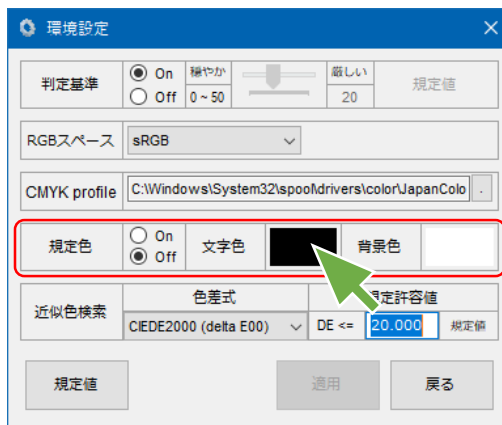 環境設定
判定基準 On 穏やか 厳しい 規定値
Off 0 ~ 50 20
RGBスペース sRGB
CMYK profile C:\Windows\System32\spool\drivers\color\JapanColo .
規定色 On 文字色 背景色
Off
近似色検索 色差式 規定許容値
CIEDE2000 (delta E00) DE <= 20.000 規定値
規定値 適用 戻る